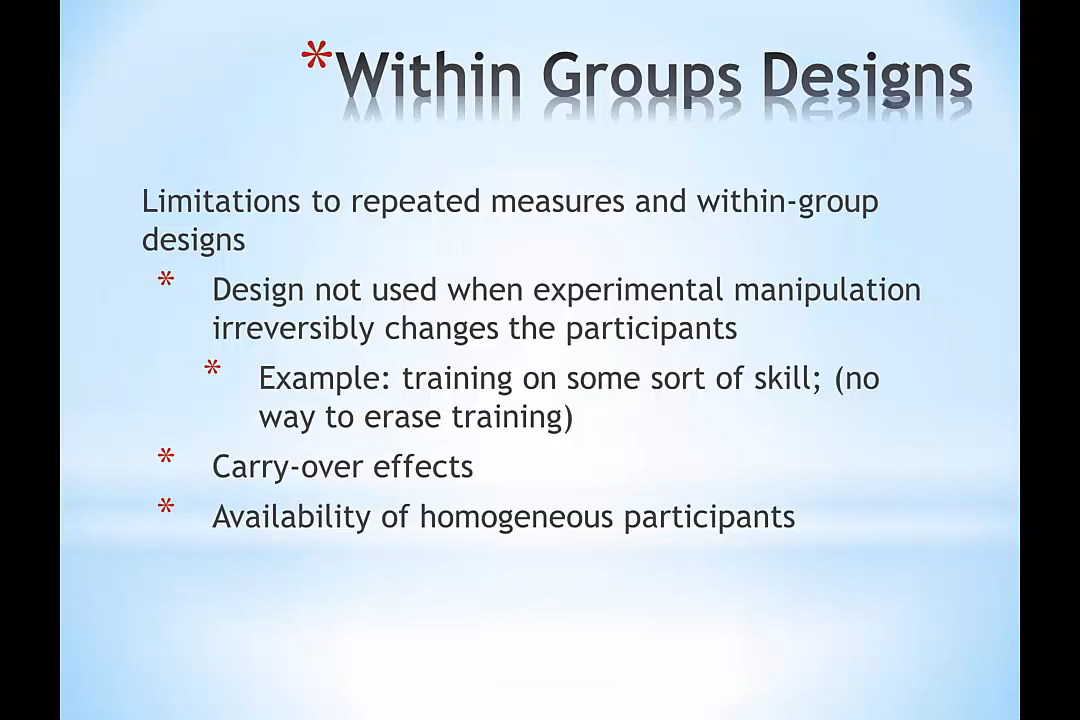 *Within Groups Designs
Limitations to repeated measures and within-group
designs
* Design not used when experimental manipulation
irreversibly changes the participants
* Example: training on some sort of skill; (no
way to erase training)
* Carry-over effects
* Availability of homogeneous participants